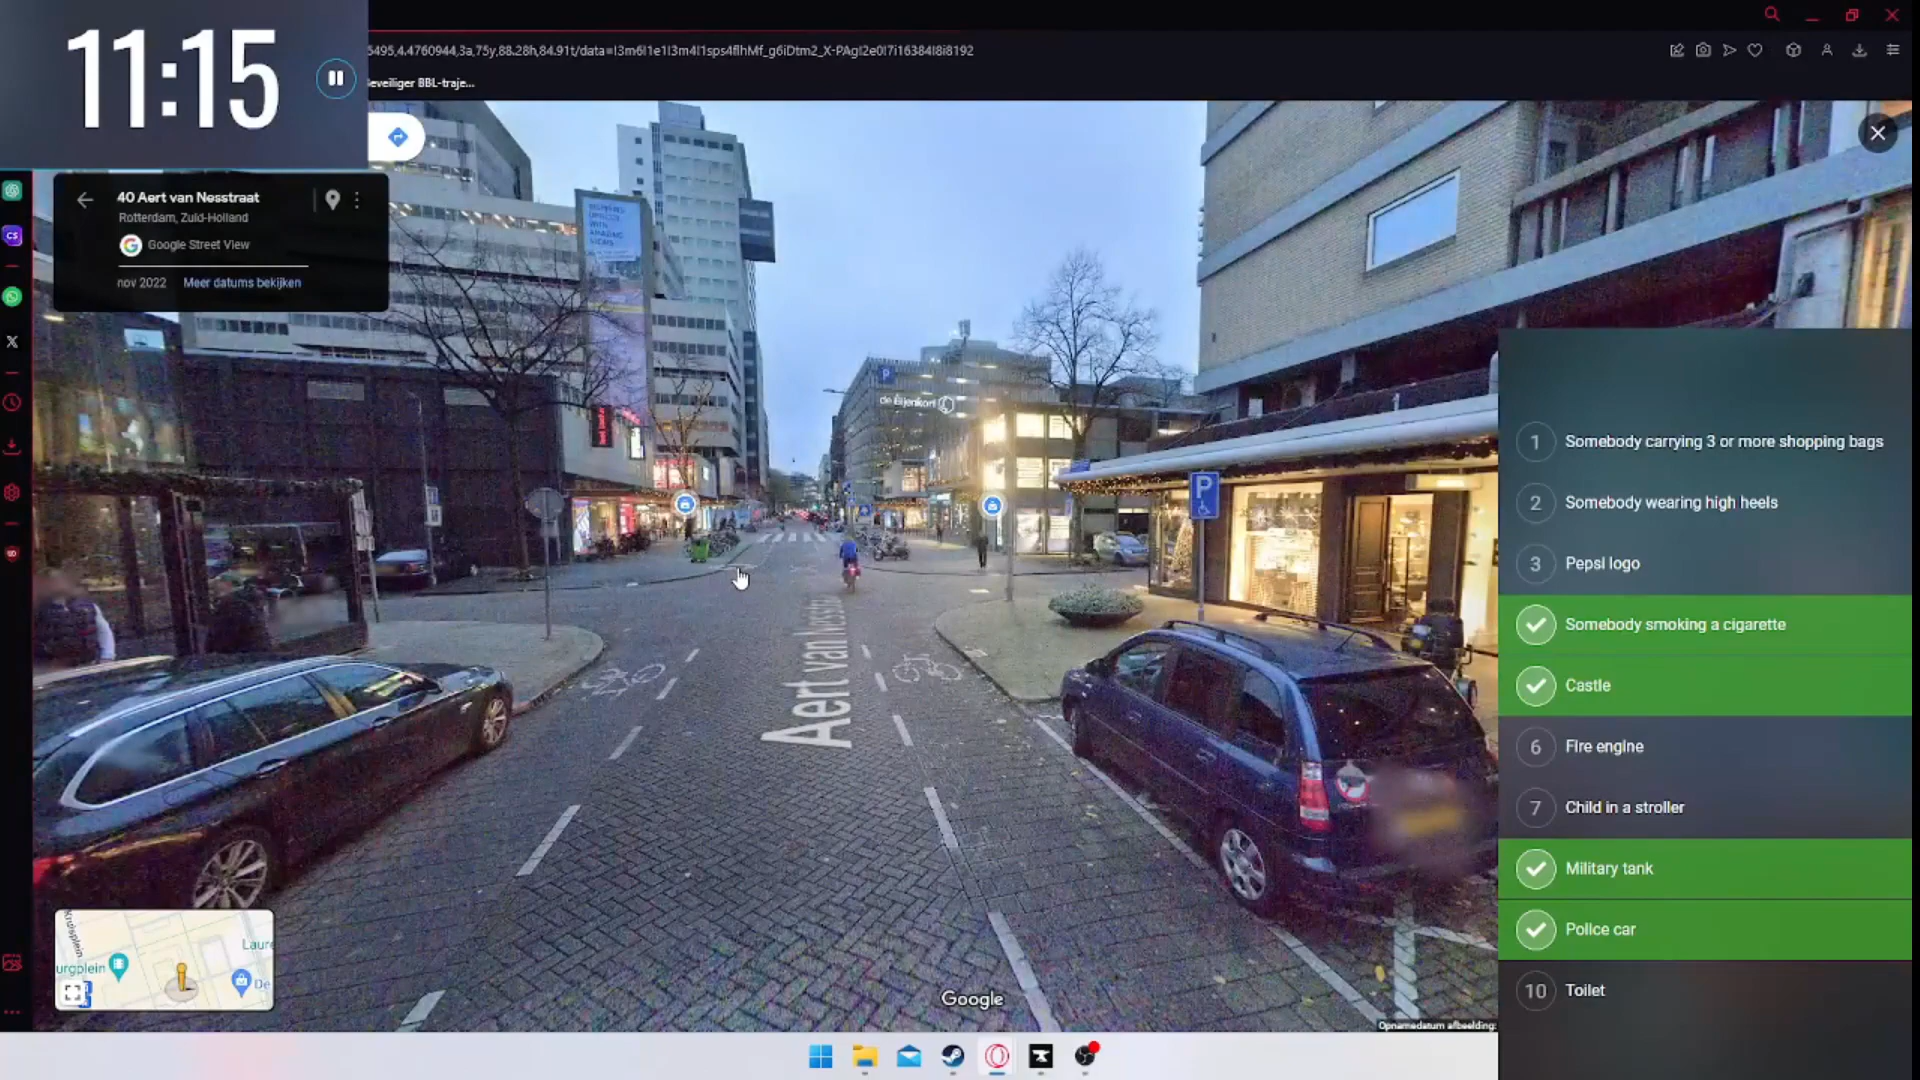 11:15
5495,4.4760944,3a,75y,88.28h,84.91t/data=!3m6!1e1!3m4!1sps4flhMf_g6iDtm2_X-PAg!2e0!7i16384!8i8192
eveiliger BBL-traje...
40 Aert van Nesstraat
Rotterdam, Zuid-Holland
Google Street View
nov 2022 Meer datums bekijken
P
de Bijenkorf
P
Aert van Nesstra
1 Somebody carrying 3 or more shopping bags
2 Somebody wearing high heels
3 Pepsi logo
Somebody smoking a cigarette
Castle
6 Fire engine
7 Child in a stroller
Military tank
Police car
10 Toilet
Kruisplein
Laure
urgplein
De
Google
Opnamedatum afbeelding: